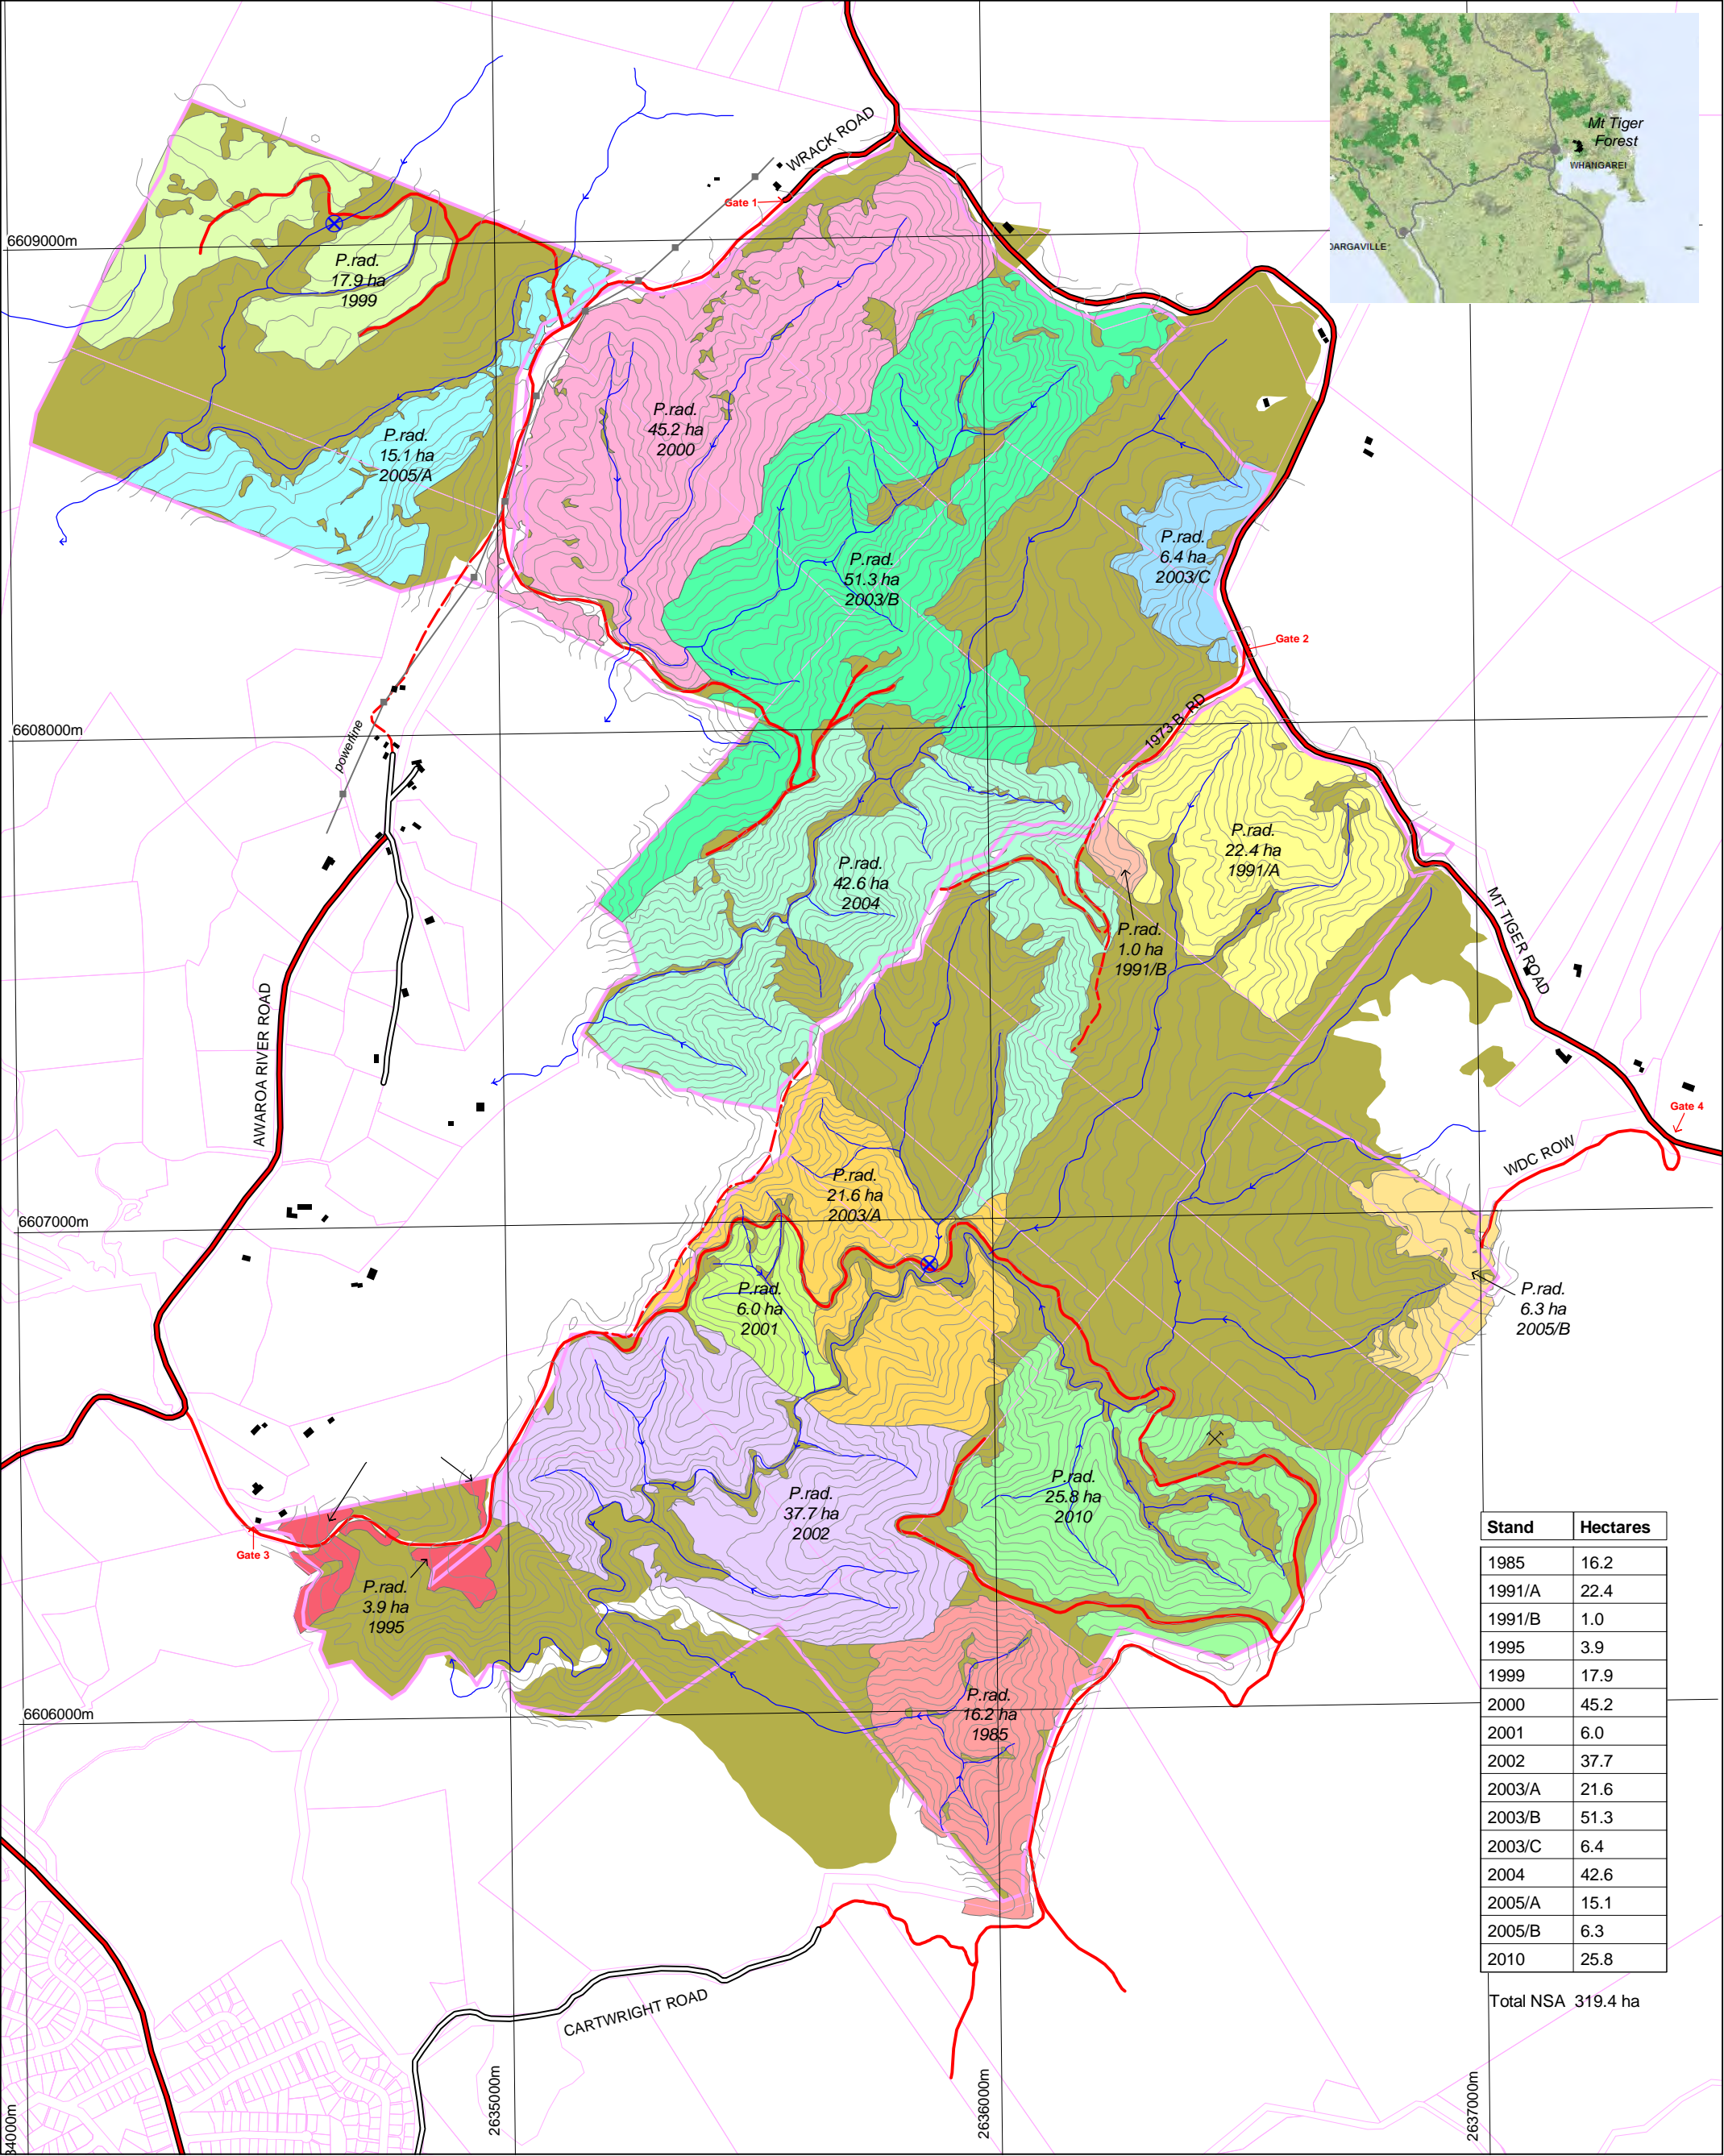 Mt Tiger
Forest
WHANGAREI
DARGAVILLE
WRACK ROAD
Gate 1
6609000m
P.rad.
17.9 ha
1999
P.rad.
45.2 ha
2000
P.rad.
15.1 ha
2005/A
P.rad.
51.3 ha
2003/B
P.rad.
6.4 ha
2003/C
Gate 2
1973 B. RD
6608000m
powerline
P.rad.
22.4 ha
1991/A
P.rad.
42.6 ha
2004
P.rad.
1.0 ha
1991/B
MT TIGER ROAD
AWAROA RIVER ROAD
Gate 4
WDC ROW
P.rad.
21.6 ha
2003/A
6607000m
P.rad.
6.0 ha
2001
P.rad.
6.3 ha
2005/B
P.rad.
25.8 ha
2010
P.rad.
37.7 ha
2002
Gate 3
P.rad.
3.9 ha
1995
P.rad.
16.2 ha
1985
6606000m
Stand Hectares
1985 16.2
1991/A 22.4
1991/B 1.0
1995 3.9
1999 17.9
2000 45.2
2001 6.0
2002 37.7
2003/A 21.6
2003/B 51.3
2003/C 6.4
2004 42.6
2005/A 15.1
2005/B 6.3
2010 25.8
Total NSA 319.4 ha
CARTWRIGHT ROAD
34000m
2635000m
2636000m
2637000m